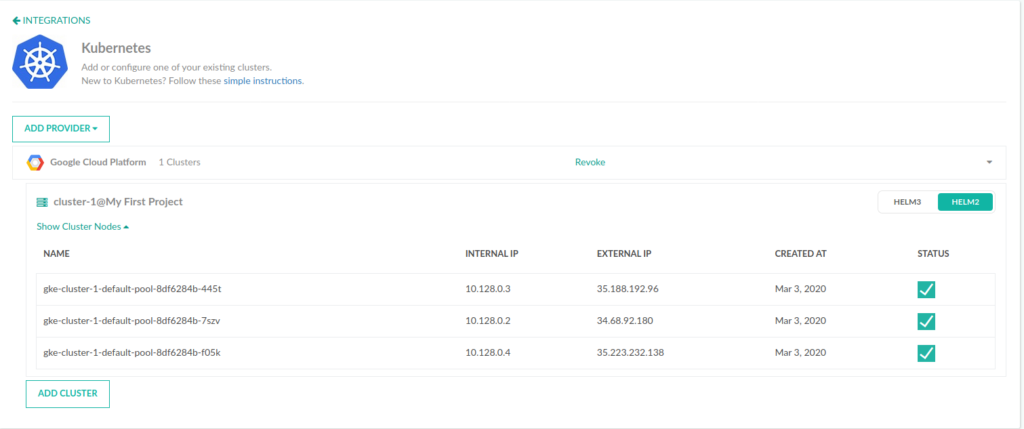 INTEGRATIONS
Kubernetes
Add or configure one of your existing clusters.
New to Kubernetes? Follow these simple instructions.
ADD PROVIDER
Google Cloud Platform 1 Clusters Revoke
cluster-1@My First Project HELM3 HELM2
Show Cluster Nodes
NAME INTERNAL IP EXTERNAL IP CREATED AT STATUS
gke-cluster-1-default-pool-8df6284b-445t 10.128.0.3 35.188.192.96 Mar 3, 2020
gke-cluster-1-default-pool-8df6284b-7szv 10.128.0.2 34.68.92.180 Mar 3, 2020
gke-cluster-1-default-pool-8df6284b-f05k 10.128.0.4 35.223.232.138 Mar 3, 2020
ADD CLUSTER